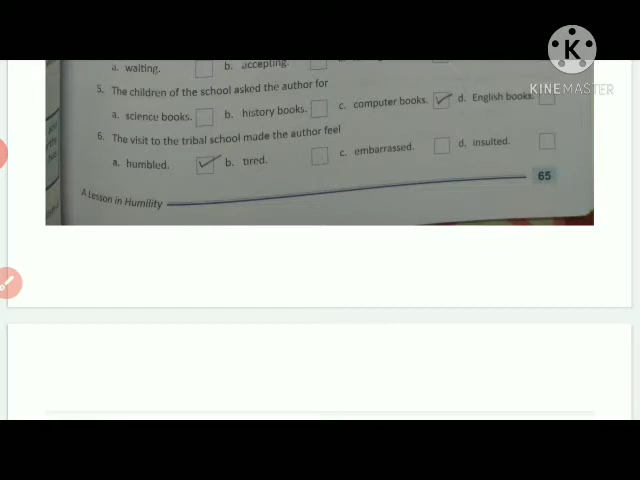 a. waiting. b. accepting.
5. The children of the school asked the author for
a. science books. b. history books. c. computer books. d. English books.
6. The visit to the tribal school made the author feel
a. humbled. b. tired. c. embarrassed. d. insulted.
A Lesson in Humility 65
K
KINEMASTER